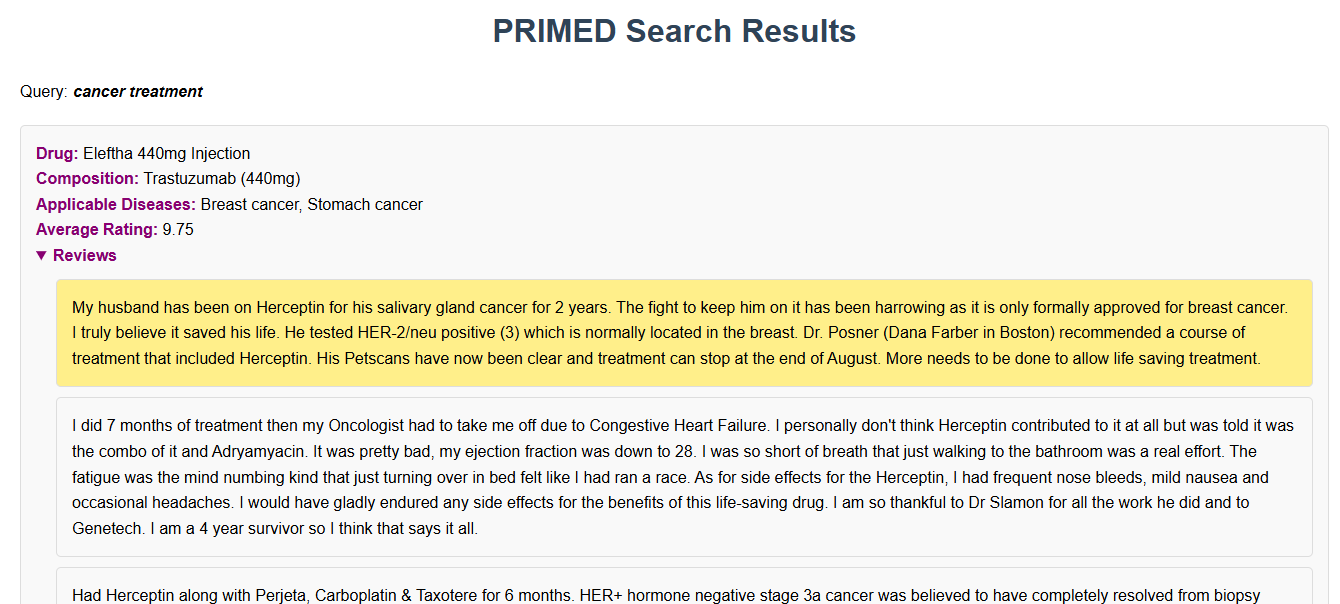 PRIMED Search Results
Query: cancer treatment
Drug: Eleftha 440mg Injection
Composition: Trastuzumab (440mg)
Applicable Diseases: Breast cancer, Stomach cancer
Average Rating: 9.75
▼ Reviews
My husband has been on Herceptin for his salivary gland cancer for 2 years. The fight to keep him on it has been harrowing as it is only formally approved for breast cancer.
I truly believe it saved his life. He tested HER-2/neu positive (3) which is normally located in the breast. Dr. Posner (Dana Farber in Boston) recommended a course of
treatment that included Herceptin. His Petscans have now been clear and treatment can stop at the end of August. More needs to be done to allow life saving treatment.
I did 7 months of treatment then my Oncologist had to take me off due to Congestive Heart Failure. I personally don't think Herceptin contributed to it at all but was told it was
the combo of it and Adryamyacin. It was pretty bad, my ejection fraction was down to 28. I was so short of breath that just walking to the bathroom was a real effort. The
fatigue was the mind numbing kind that just turning over in bed felt like I had ran a race. As for side effects for the Herceptin, I had frequent nose bleeds, mild nausea and
occasional headaches. I would have gladly endured any side effects for the benefits of this life-saving drug. I am so thankful to Dr Slamon for all the work he did and to
Genetech. I am a 4 year survivor so I think that says it all.
Had Herceptin along with Perjeta, Carboplatin & Taxotere for 6 months. HER+ hormone negative stage 3a cancer was believed to have completely resolved from biopsy